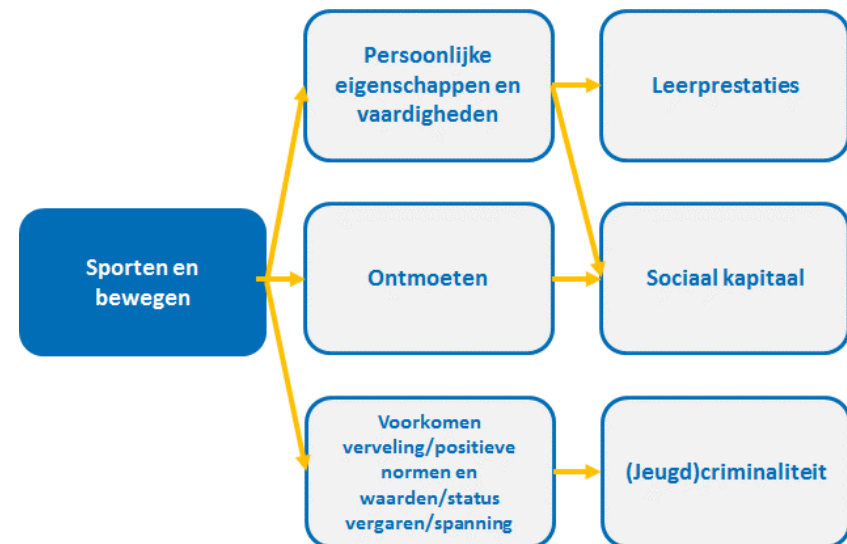 Persoonlijke
eigenschappen en
vaardigheden
Leerprestaties
Sporten en
bewegen
Ontmoeten
Sociaal kapitaal
Voorkomen
verveling/positieve
normen en
waarden/status
vergaren/spanning
(Jeugd)criminaliteit